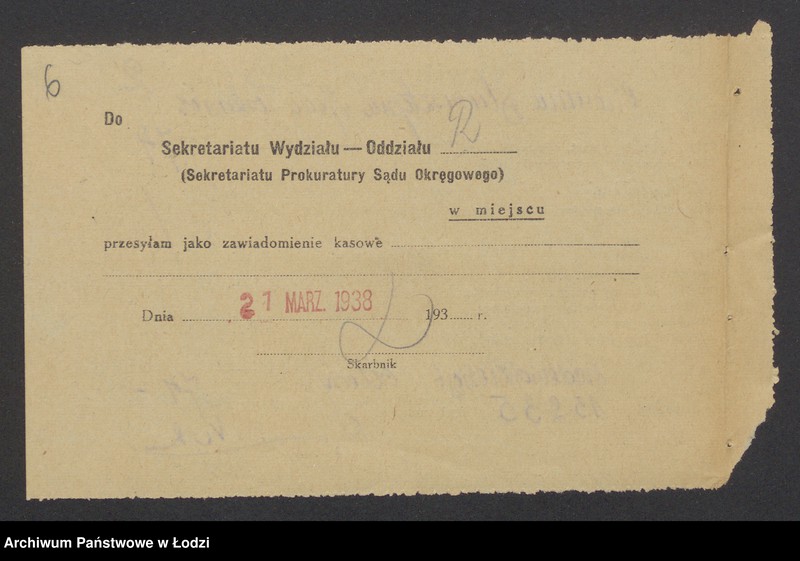 6
Do
Sekretariatu Wydziału — Oddziału R
(Sekretariatu Prokuratury Sądu Okręgowego)
w miejscu
przesyłam jako zawiadomienie kasowe
Dnia 21 MARZ. 1938 193...... r.
Skarbnik
Archiwum Państwowe w Łodzi